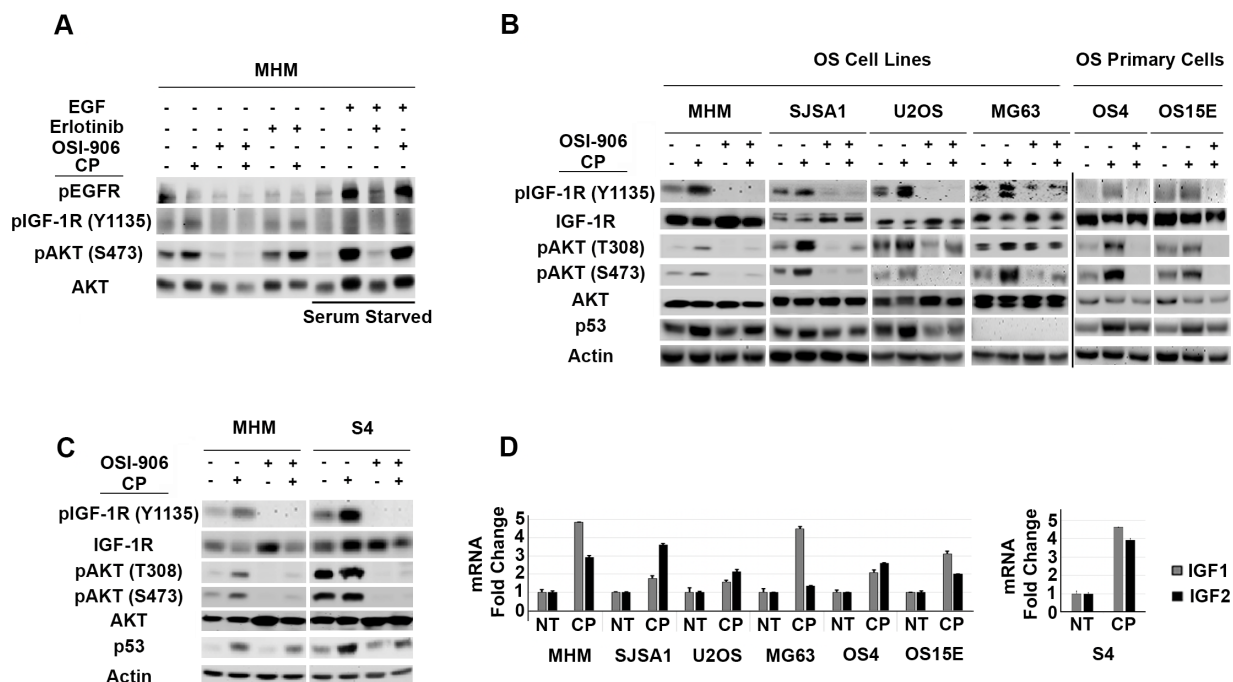 A
MHM
EGF - - - - - - - + + +
Erlotinib - - - - + + - - + -
OSI-906 - - + + - - - - - +
CP - + - + - + - - - -
pEGFR
pIGF-1R (Y1135)
pAKT (S473)
AKT
Serum Starved
B
OS Cell Lines OS Primary Cells
MHM SJSA1 U2OS MG63 OS4 OS15E
OSI-906 - - + + - - + + - - + + - - + + - - + - - +
CP - + - + - + - + - + - + - + - + - + + - + +
pIGF-1R (Y1135)
IGF-1R
pAKT (T308)
pAKT (S473)
AKT
p53
Actin
C
MHM S4
OSI-906 - - + + - - + +
CP - + - + - + - +
pIGF-1R (Y1135)
IGF-1R
pAKT (T308)
pAKT (S473)
AKT
p53
Actin
D
mRNA
Fold Change
5
4
3
2
1
0
NT CP NT CP NT CP NT CP NT CP NT CP
MHM SJSA1 U2OS MG63 OS4 OS15E
mRNA
Fold Change
5
4
3
2
1
0
NT CP
S4
IGF1
IGF2